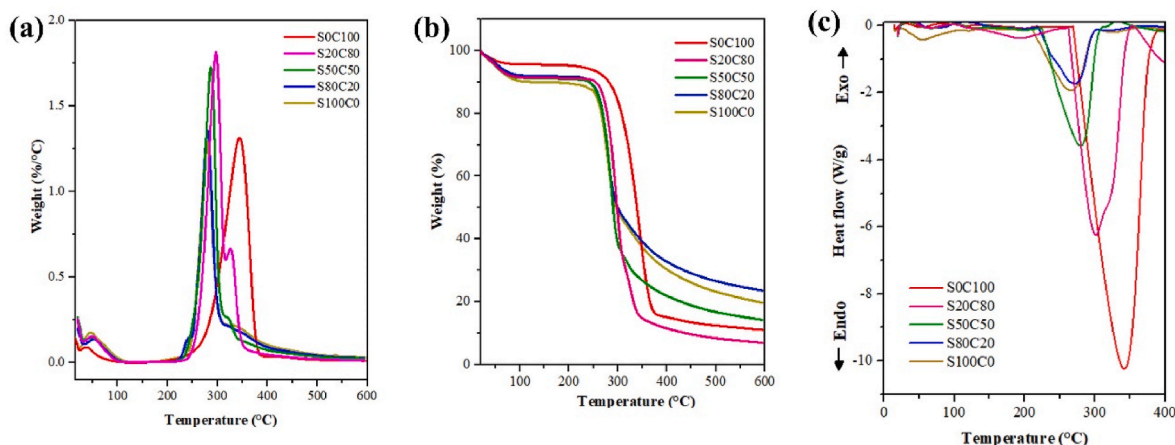 (a)
2.0
1.5
1.0
0.5
0.0
Weight (%/°C)
S0C100
S20C80
S50C50
S80C20
S100C0
100
200
300
400
500
600
Temperature (°C)
(b)
100
80
60
40
20
0
Weight (%)
S0C100
S20C80
S50C50
S80C20
S100C0
100
200
300
400
500
600
Temperature (°C)
(c)
0
-2
-4
-6
-8
-10
Exo
Heat flow (W/g)
Endo
S0C100
S20C80
S50C50
S80C20
S100C0
0
100
200
300
400
Temperature (°C)